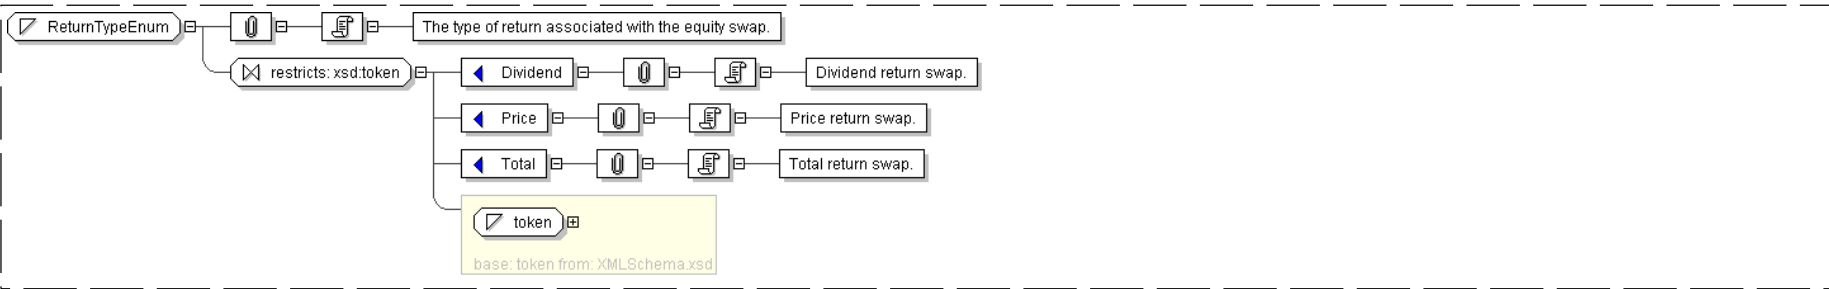 ReturnTypeEnum
The type of return associated with the equity swap.
restricts: xsd:token
Dividend
Dividend return swap.
Price
Price return swap.
Total
Total return swap.
token
base: token from: XMLSchema.xsd